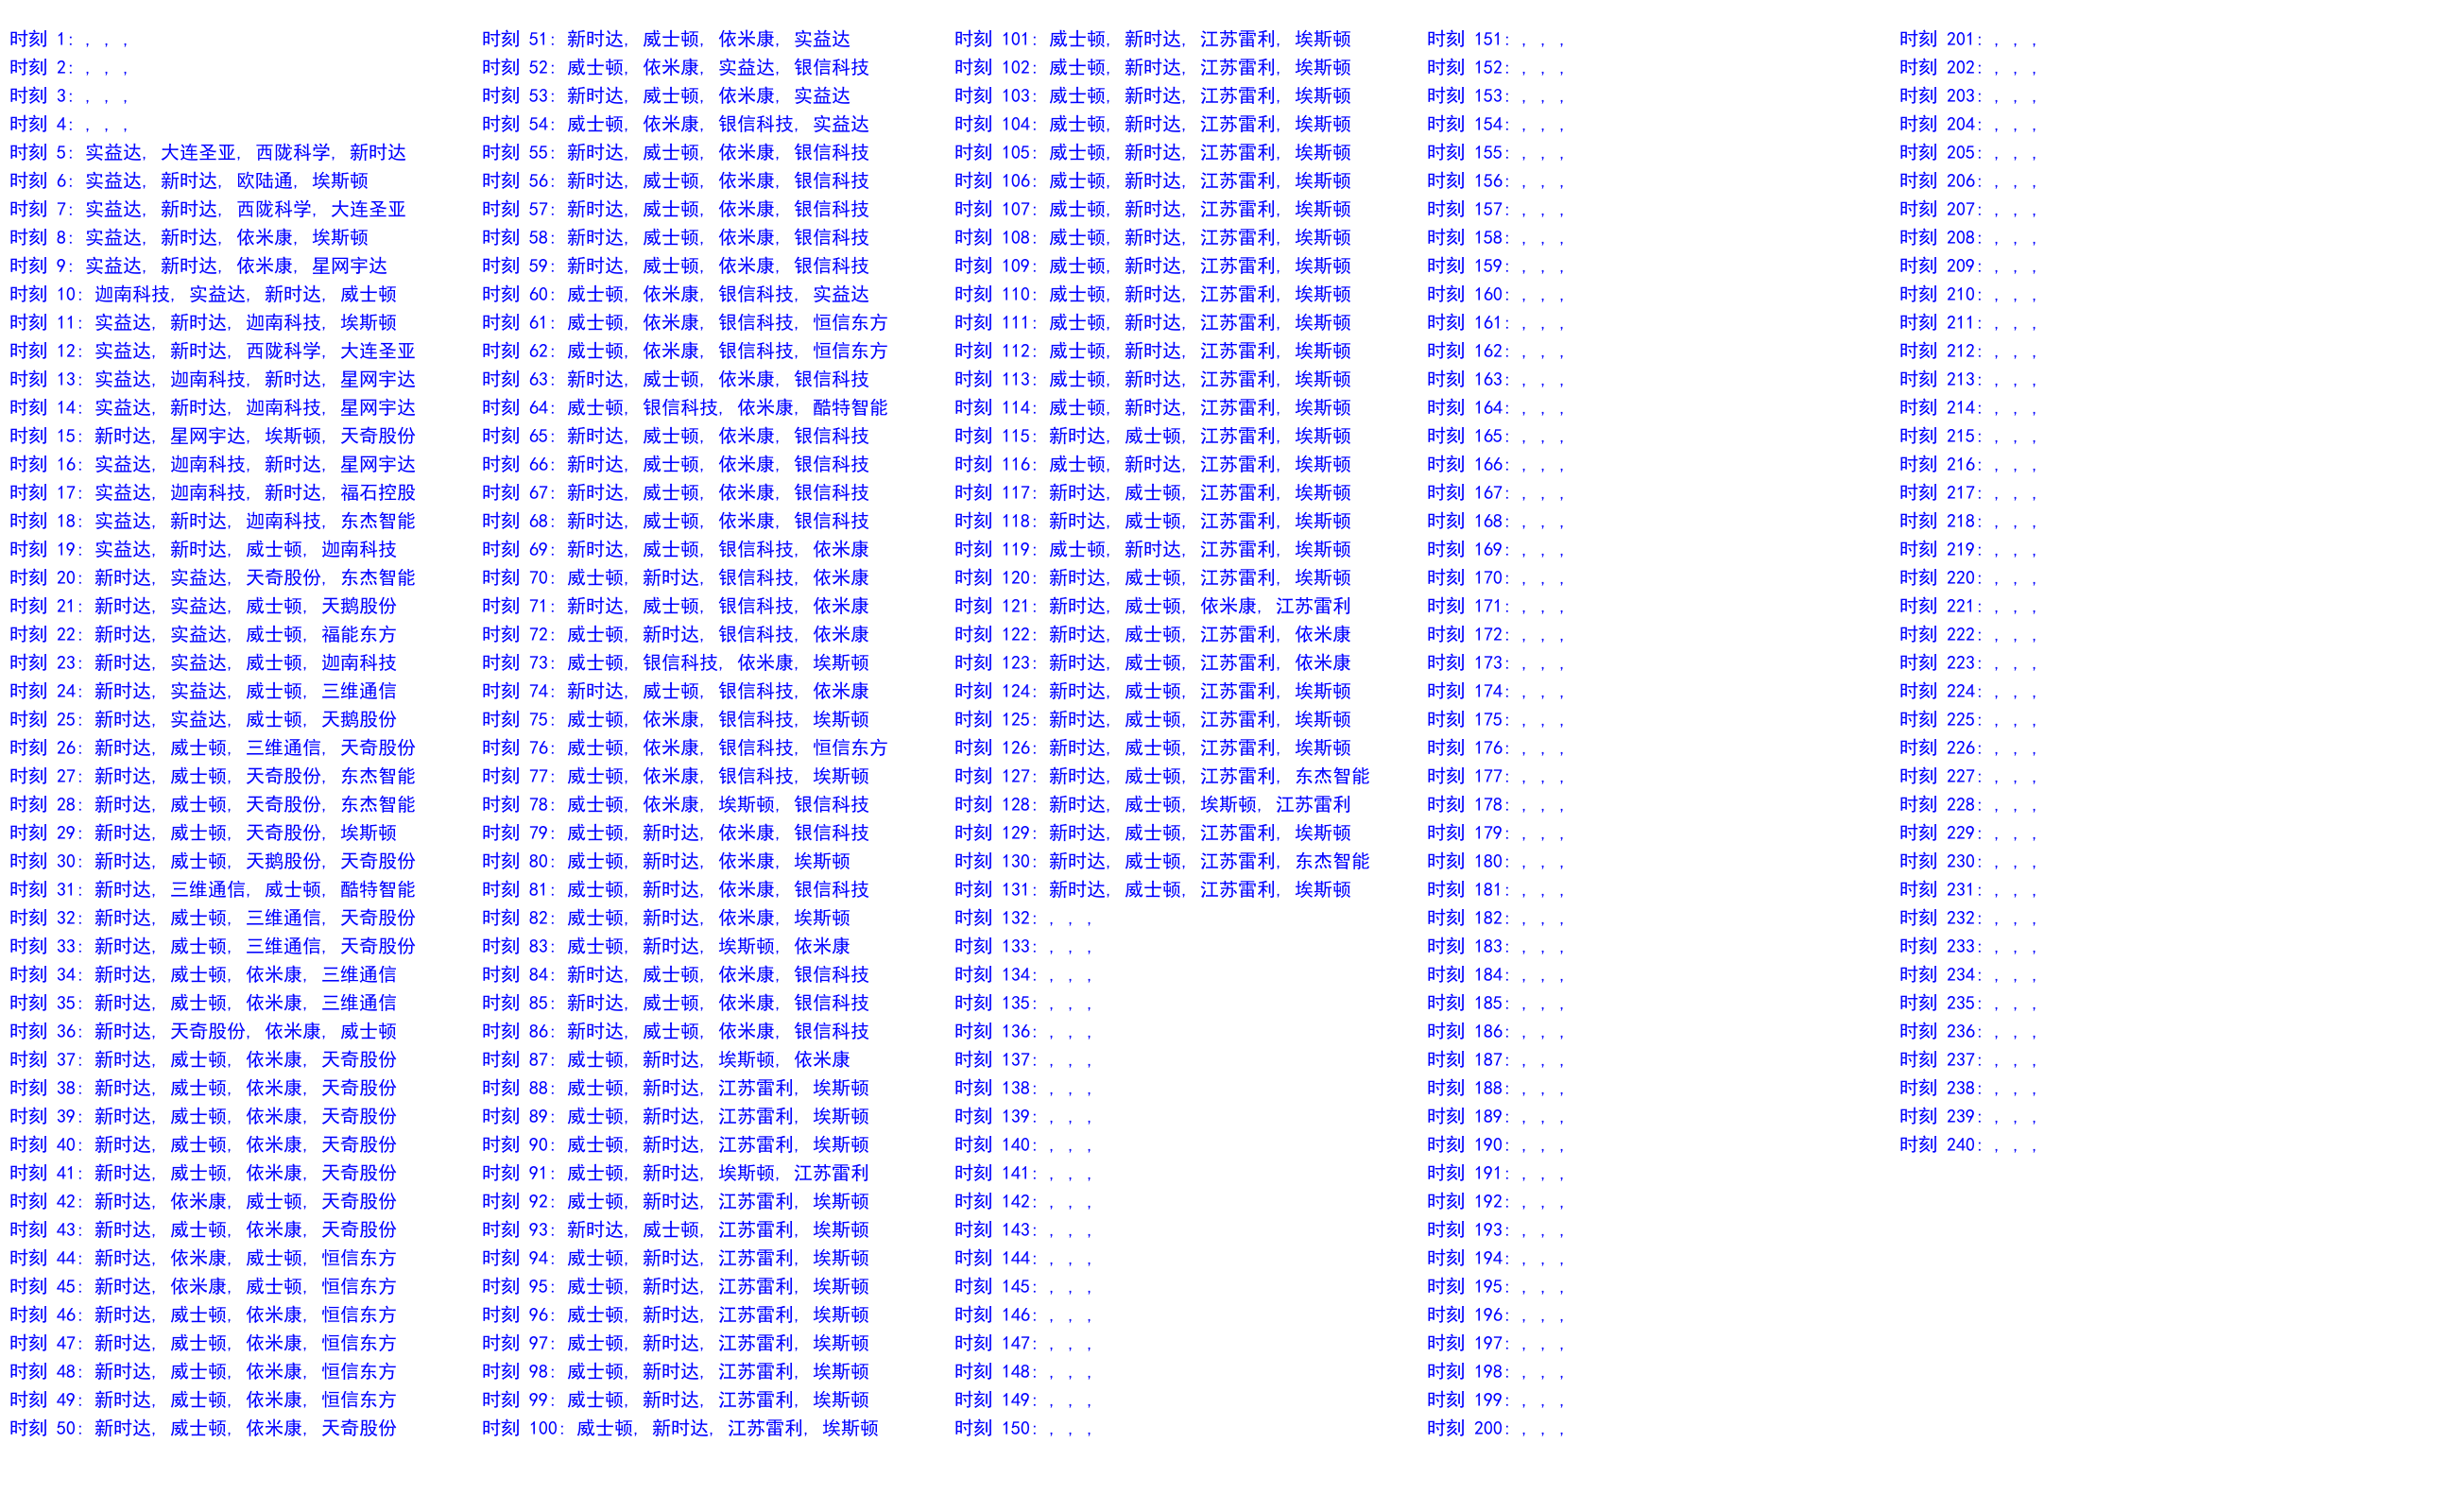 时刻 1: , , ,
时刻 2: , , ,
时刻 3: , , ,
时刻 4: , , ,
时刻 5: 实益达, 大连圣亚, 西陇科学, 新时达
时刻 6: 实益达, 新时达, 欧陆通, 埃斯顿
时刻 7: 实益达, 新时达, 西陇科学, 大连圣亚
时刻 8: 实益达, 新时达, 依米康, 埃斯顿
时刻 9: 实益达, 新时达, 依米康, 星网宇达
时刻 10: 迦南科技, 实益达, 新时达, 威士顿
时刻 11: 实益达, 新时达, 迦南科技, 埃斯顿
时刻 12: 实益达, 新时达, 西陇科学, 大连圣亚
时刻 13: 实益达, 迦南科技, 新时达, 星网宇达
时刻 14: 实益达, 新时达, 迦南科技, 星网宇达
时刻 15: 新时达, 星网宇达, 埃斯顿, 天奇股份
时刻 16: 实益达, 迦南科技, 新时达, 星网宇达
时刻 17: 实益达, 迦南科技, 新时达, 福石控股
时刻 18: 实益达, 新时达, 迦南科技, 东杰智能
时刻 19: 实益达, 新时达, 威士顿, 迦南科技
时刻 20: 新时达, 实益达, 天奇股份, 东杰智能
时刻 21: 新时达, 实益达, 威士顿, 天鹅股份
时刻 22: 新时达, 实益达, 威士顿, 福能东方
时刻 23: 新时达, 实益达, 威士顿, 迦南科技
时刻 24: 新时达, 实益达, 威士顿, 三维通信
时刻 25: 新时达, 实益达, 威士顿, 天鹅股份
时刻 26: 新时达, 威士顿, 三维通信, 天奇股份
时刻 27: 新时达, 威士顿, 天奇股份, 东杰智能
时刻 28: 新时达, 威士顿, 天奇股份, 东杰智能
时刻 29: 新时达, 威士顿, 天奇股份, 埃斯顿
时刻 30: 新时达, 威士顿, 天鹅股份, 天奇股份
时刻 31: 新时达, 三维通信, 威士顿, 酷特智能
时刻 32: 新时达, 威士顿, 三维通信, 天奇股份
时刻 33: 新时达, 威士顿, 三维通信, 天奇股份
时刻 34: 新时达, 威士顿, 依米康, 三维通信
时刻 35: 新时达, 威士顿, 依米康, 三维通信
时刻 36: 新时达, 天奇股份, 依米康, 威士顿
时刻 37: 新时达, 威士顿, 依米康, 天奇股份
时刻 38: 新时达, 威士顿, 依米康, 天奇股份
时刻 39: 新时达, 威士顿, 依米康, 天奇股份
时刻 40: 新时达, 威士顿, 依米康, 天奇股份
时刻 41: 新时达, 威士顿, 依米康, 天奇股份
时刻 42: 新时达, 依米康, 威士顿, 天奇股份
时刻 43: 新时达, 威士顿, 依米康, 天奇股份
时刻 44: 新时达, 依米康, 威士顿, 恒信东方
时刻 45: 新时达, 依米康, 威士顿, 恒信东方
时刻 46: 新时达, 威士顿, 依米康, 恒信东方
时刻 47: 新时达, 威士顿, 依米康, 恒信东方
时刻 48: 新时达, 威士顿, 依米康, 恒信东方
时刻 49: 新时达, 威士顿, 依米康, 恒信东方
时刻 50: 新时达, 威士顿, 依米康, 天奇股份
时刻 51: 新时达, 威士顿, 依米康, 实益达
时刻 52: 威士顿, 依米康, 实益达, 银信科技
时刻 53: 新时达, 威士顿, 依米康, 实益达
时刻 54: 威士顿, 依米康, 银信科技, 实益达
时刻 55: 新时达, 威士顿, 依米康, 银信科技
时刻 56: 新时达, 威士顿, 依米康, 银信科技
时刻 57: 新时达, 威士顿, 依米康, 银信科技
时刻 58: 新时达, 威士顿, 依米康, 银信科技
时刻 59: 新时达, 威士顿, 依米康, 银信科技
时刻 60: 威士顿, 依米康, 银信科技, 实益达
时刻 61: 威士顿, 依米康, 银信科技, 恒信东方
时刻 62: 威士顿, 依米康, 银信科技, 恒信东方
时刻 63: 新时达, 威士顿, 依米康, 银信科技
时刻 64: 威士顿, 银信科技, 依米康, 酷特智能
时刻 65: 新时达, 威士顿, 依米康, 银信科技
时刻 66: 新时达, 威士顿, 依米康, 银信科技
时刻 67: 新时达, 威士顿, 依米康, 银信科技
时刻 68: 新时达, 威士顿, 依米康, 银信科技
时刻 69: 新时达, 威士顿, 银信科技, 依米康
时刻 70: 威士顿, 新时达, 银信科技, 依米康
时刻 71: 新时达, 威士顿, 银信科技, 依米康
时刻 72: 威士顿, 新时达, 银信科技, 依米康
时刻 73: 威士顿, 银信科技, 依米康, 埃斯顿
时刻 74: 新时达, 威士顿, 银信科技, 依米康
时刻 75: 威士顿, 依米康, 银信科技, 埃斯顿
时刻 76: 威士顿, 依米康, 银信科技, 恒信东方
时刻 77: 威士顿, 依米康, 银信科技, 埃斯顿
时刻 78: 威士顿, 依米康, 埃斯顿, 银信科技
时刻 79: 威士顿, 新时达, 依米康, 银信科技
时刻 80: 威士顿, 新时达, 依米康, 埃斯顿
时刻 81: 威士顿, 新时达, 依米康, 银信科技
时刻 82: 威士顿, 新时达, 依米康, 埃斯顿
时刻 83: 威士顿, 新时达, 埃斯顿, 依米康
时刻 84: 新时达, 威士顿, 依米康, 银信科技
时刻 85: 新时达, 威士顿, 依米康, 银信科技
时刻 86: 新时达, 威士顿, 依米康, 银信科技
时刻 87: 威士顿, 新时达, 埃斯顿, 依米康
时刻 88: 威士顿, 新时达, 江苏雷利, 埃斯顿
时刻 89: 威士顿, 新时达, 江苏雷利, 埃斯顿
时刻 90: 威士顿, 新时达, 江苏雷利, 埃斯顿
时刻 91: 威士顿, 新时达, 埃斯顿, 江苏雷利
时刻 92: 威士顿, 新时达, 江苏雷利, 埃斯顿
时刻 93: 新时达, 威士顿, 江苏雷利, 埃斯顿
时刻 94: 威士顿, 新时达, 江苏雷利, 埃斯顿
时刻 95: 威士顿, 新时达, 江苏雷利, 埃斯顿
时刻 96: 威士顿, 新时达, 江苏雷利, 埃斯顿
时刻 97: 威士顿, 新时达, 江苏雷利, 埃斯顿
时刻 98: 威士顿, 新时达, 江苏雷利, 埃斯顿
时刻 99: 威士顿, 新时达, 江苏雷利, 埃斯顿
时刻 100: 威士顿, 新时达, 江苏雷利, 埃斯顿
时刻 101: 威士顿, 新时达, 江苏雷利, 埃斯顿
时刻 102: 威士顿, 新时达, 江苏雷利, 埃斯顿
时刻 103: 威士顿, 新时达, 江苏雷利, 埃斯顿
时刻 104: 威士顿, 新时达, 江苏雷利, 埃斯顿
时刻 105: 威士顿, 新时达, 江苏雷利, 埃斯顿
时刻 106: 威士顿, 新时达, 江苏雷利, 埃斯顿
时刻 107: 威士顿, 新时达, 江苏雷利, 埃斯顿
时刻 108: 威士顿, 新时达, 江苏雷利, 埃斯顿
时刻 109: 威士顿, 新时达, 江苏雷利, 埃斯顿
时刻 110: 威士顿, 新时达, 江苏雷利, 埃斯顿
时刻 111: 威士顿, 新时达, 江苏雷利, 埃斯顿
时刻 112: 威士顿, 新时达, 江苏雷利, 埃斯顿
时刻 113: 威士顿, 新时达, 江苏雷利, 埃斯顿
时刻 114: 威士顿, 新时达, 江苏雷利, 埃斯顿
时刻 115: 新时达, 威士顿, 江苏雷利, 埃斯顿
时刻 116: 威士顿, 新时达, 江苏雷利, 埃斯顿
时刻 117: 新时达, 威士顿, 江苏雷利, 埃斯顿
时刻 118: 新时达, 威士顿, 江苏雷利, 埃斯顿
时刻 119: 威士顿, 新时达, 江苏雷利, 埃斯顿
时刻 120: 新时达, 威士顿, 江苏雷利, 埃斯顿
时刻 121: 新时达, 威士顿, 依米康, 江苏雷利
时刻 122: 新时达, 威士顿, 江苏雷利, 依米康
时刻 123: 新时达, 威士顿, 江苏雷利, 依米康
时刻 124: 新时达, 威士顿, 江苏雷利, 埃斯顿
时刻 125: 新时达, 威士顿, 江苏雷利, 埃斯顿
时刻 126: 新时达, 威士顿, 江苏雷利, 埃斯顿
时刻 127: 新时达, 威士顿, 江苏雷利, 东杰智能
时刻 128: 新时达, 威士顿, 埃斯顿, 江苏雷利
时刻 129: 新时达, 威士顿, 江苏雷利, 埃斯顿
时刻 130: 新时达, 威士顿, 江苏雷利, 东杰智能
时刻 131: 新时达, 威士顿, 江苏雷利, 埃斯顿
时刻 132: , , ,
时刻 133: , , ,
时刻 134: , , ,
时刻 135: , , ,
时刻 136: , , ,
时刻 137: , , ,
时刻 138: , , ,
时刻 139: , , ,
时刻 140: , , ,
时刻 141: , , ,
时刻 142: , , ,
时刻 143: , , ,
时刻 144: , , ,
时刻 145: , , ,
时刻 146: , , ,
时刻 147: , , ,
时刻 148: , , ,
时刻 149: , , ,
时刻 150: , , ,
时刻 151: , , ,
时刻 152: , , ,
时刻 153: , , ,
时刻 154: , , ,
时刻 155: , , ,
时刻 156: , , ,
时刻 157: , , ,
时刻 158: , , ,
时刻 159: , , ,
时刻 160: , , ,
时刻 161: , , ,
时刻 162: , , ,
时刻 163: , , ,
时刻 164: , , ,
时刻 165: , , ,
时刻 166: , , ,
时刻 167: , , ,
时刻 168: , , ,
时刻 169: , , ,
时刻 170: , , ,
时刻 171: , , ,
时刻 172: , , ,
时刻 173: , , ,
时刻 174: , , ,
时刻 175: , , ,
时刻 176: , , ,
时刻 177: , , ,
时刻 178: , , ,
时刻 179: , , ,
时刻 180: , , ,
时刻 181: , , ,
时刻 182: , , ,
时刻 183: , , ,
时刻 184: , , ,
时刻 185: , , ,
时刻 186: , , ,
时刻 187: , , ,
时刻 188: , , ,
时刻 189: , , ,
时刻 190: , , ,
时刻 191: , , ,
时刻 192: , , ,
时刻 193: , , ,
时刻 194: , , ,
时刻 195: , , ,
时刻 196: , , ,
时刻 197: , , ,
时刻 198: , , ,
时刻 199: , , ,
时刻 200: , , ,
时刻 201: , , ,
时刻 202: , , ,
时刻 203: , , ,
时刻 204: , , ,
时刻 205: , , ,
时刻 206: , , ,
时刻 207: , , ,
时刻 208: , , ,
时刻 209: , , ,
时刻 210: , , ,
时刻 211: , , ,
时刻 212: , , ,
时刻 213: , , ,
时刻 214: , , ,
时刻 215: , , ,
时刻 216: , , ,
时刻 217: , , ,
时刻 218: , , ,
时刻 219: , , ,
时刻 220: , , ,
时刻 221: , , ,
时刻 222: , , ,
时刻 223: , , ,
时刻 224: , , ,
时刻 225: , , ,
时刻 226: , , ,
时刻 227: , , ,
时刻 228: , , ,
时刻 229: , , ,
时刻 230: , , ,
时刻 231: , , ,
时刻 232: , , ,
时刻 233: , , ,
时刻 234: , , ,
时刻 235: , , ,
时刻 236: , , ,
时刻 237: , , ,
时刻 238: , , ,
时刻 239: , , ,
时刻 240: , , ,